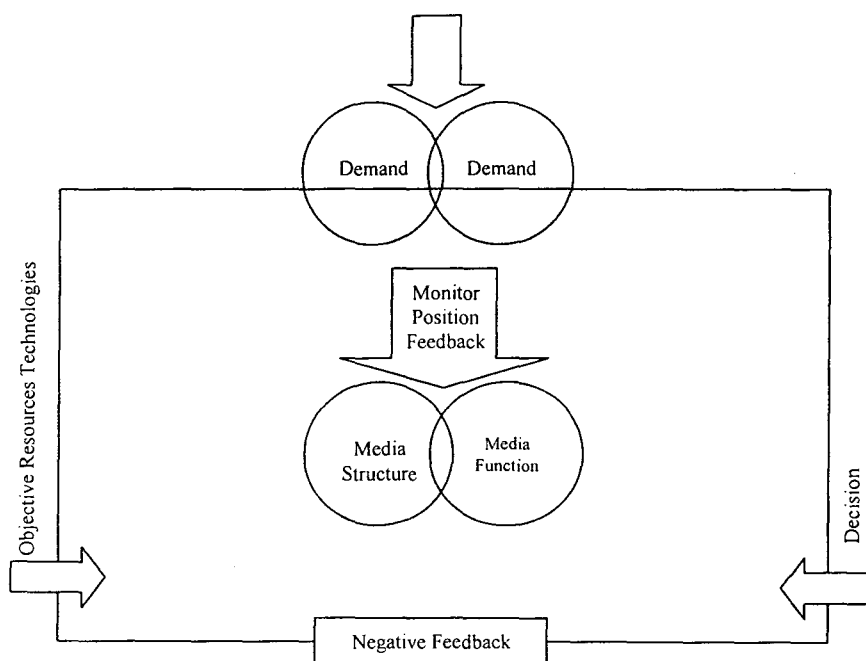 Demand
Demand
Monitor
Position
Feedback
Objective Resources Technologies
Media
Structure
Media
Function
Decision
Negative Feedback